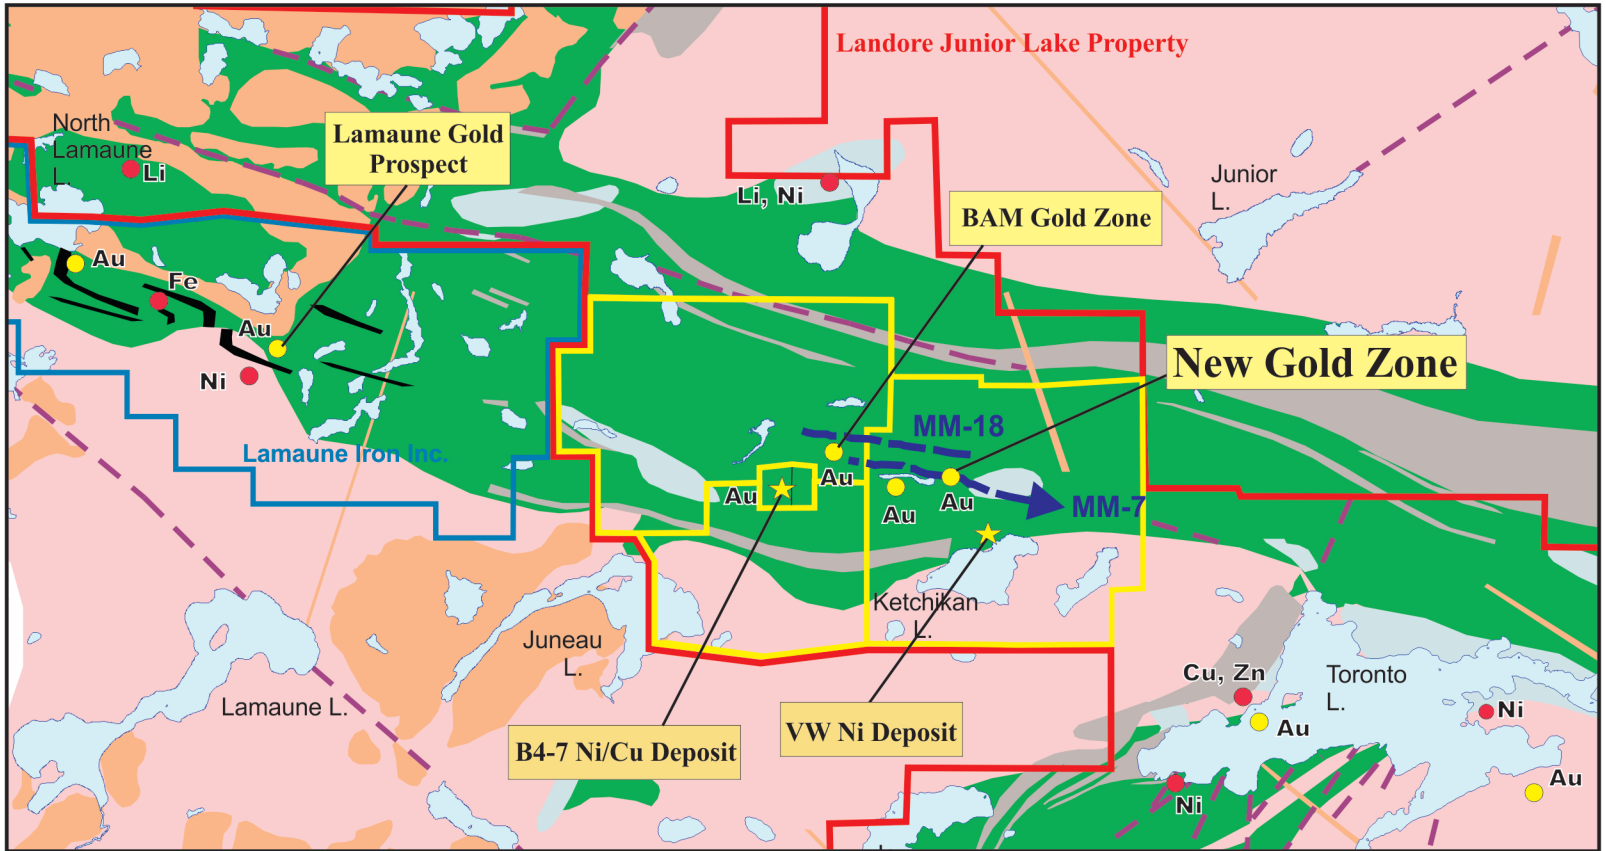 Landore Junior Lake Property
North
Lamaune
L.
Li
Lamaune Gold
Prospect
Li, Ni
Junior
L.
BAM Gold Zone
Au
Fe
Au
Ni
New Gold Zone
MM-18
Lamaune Iron Inc.
Au
Au
Au
Au
MM-7
Ketchikan
L.
Juneau
L.
Lamaune L.
B4-7 Ni/Cu Deposit
VW Ni Deposit
Cu, Zn
Au
Toronto
L.
Ni
Ni
Au